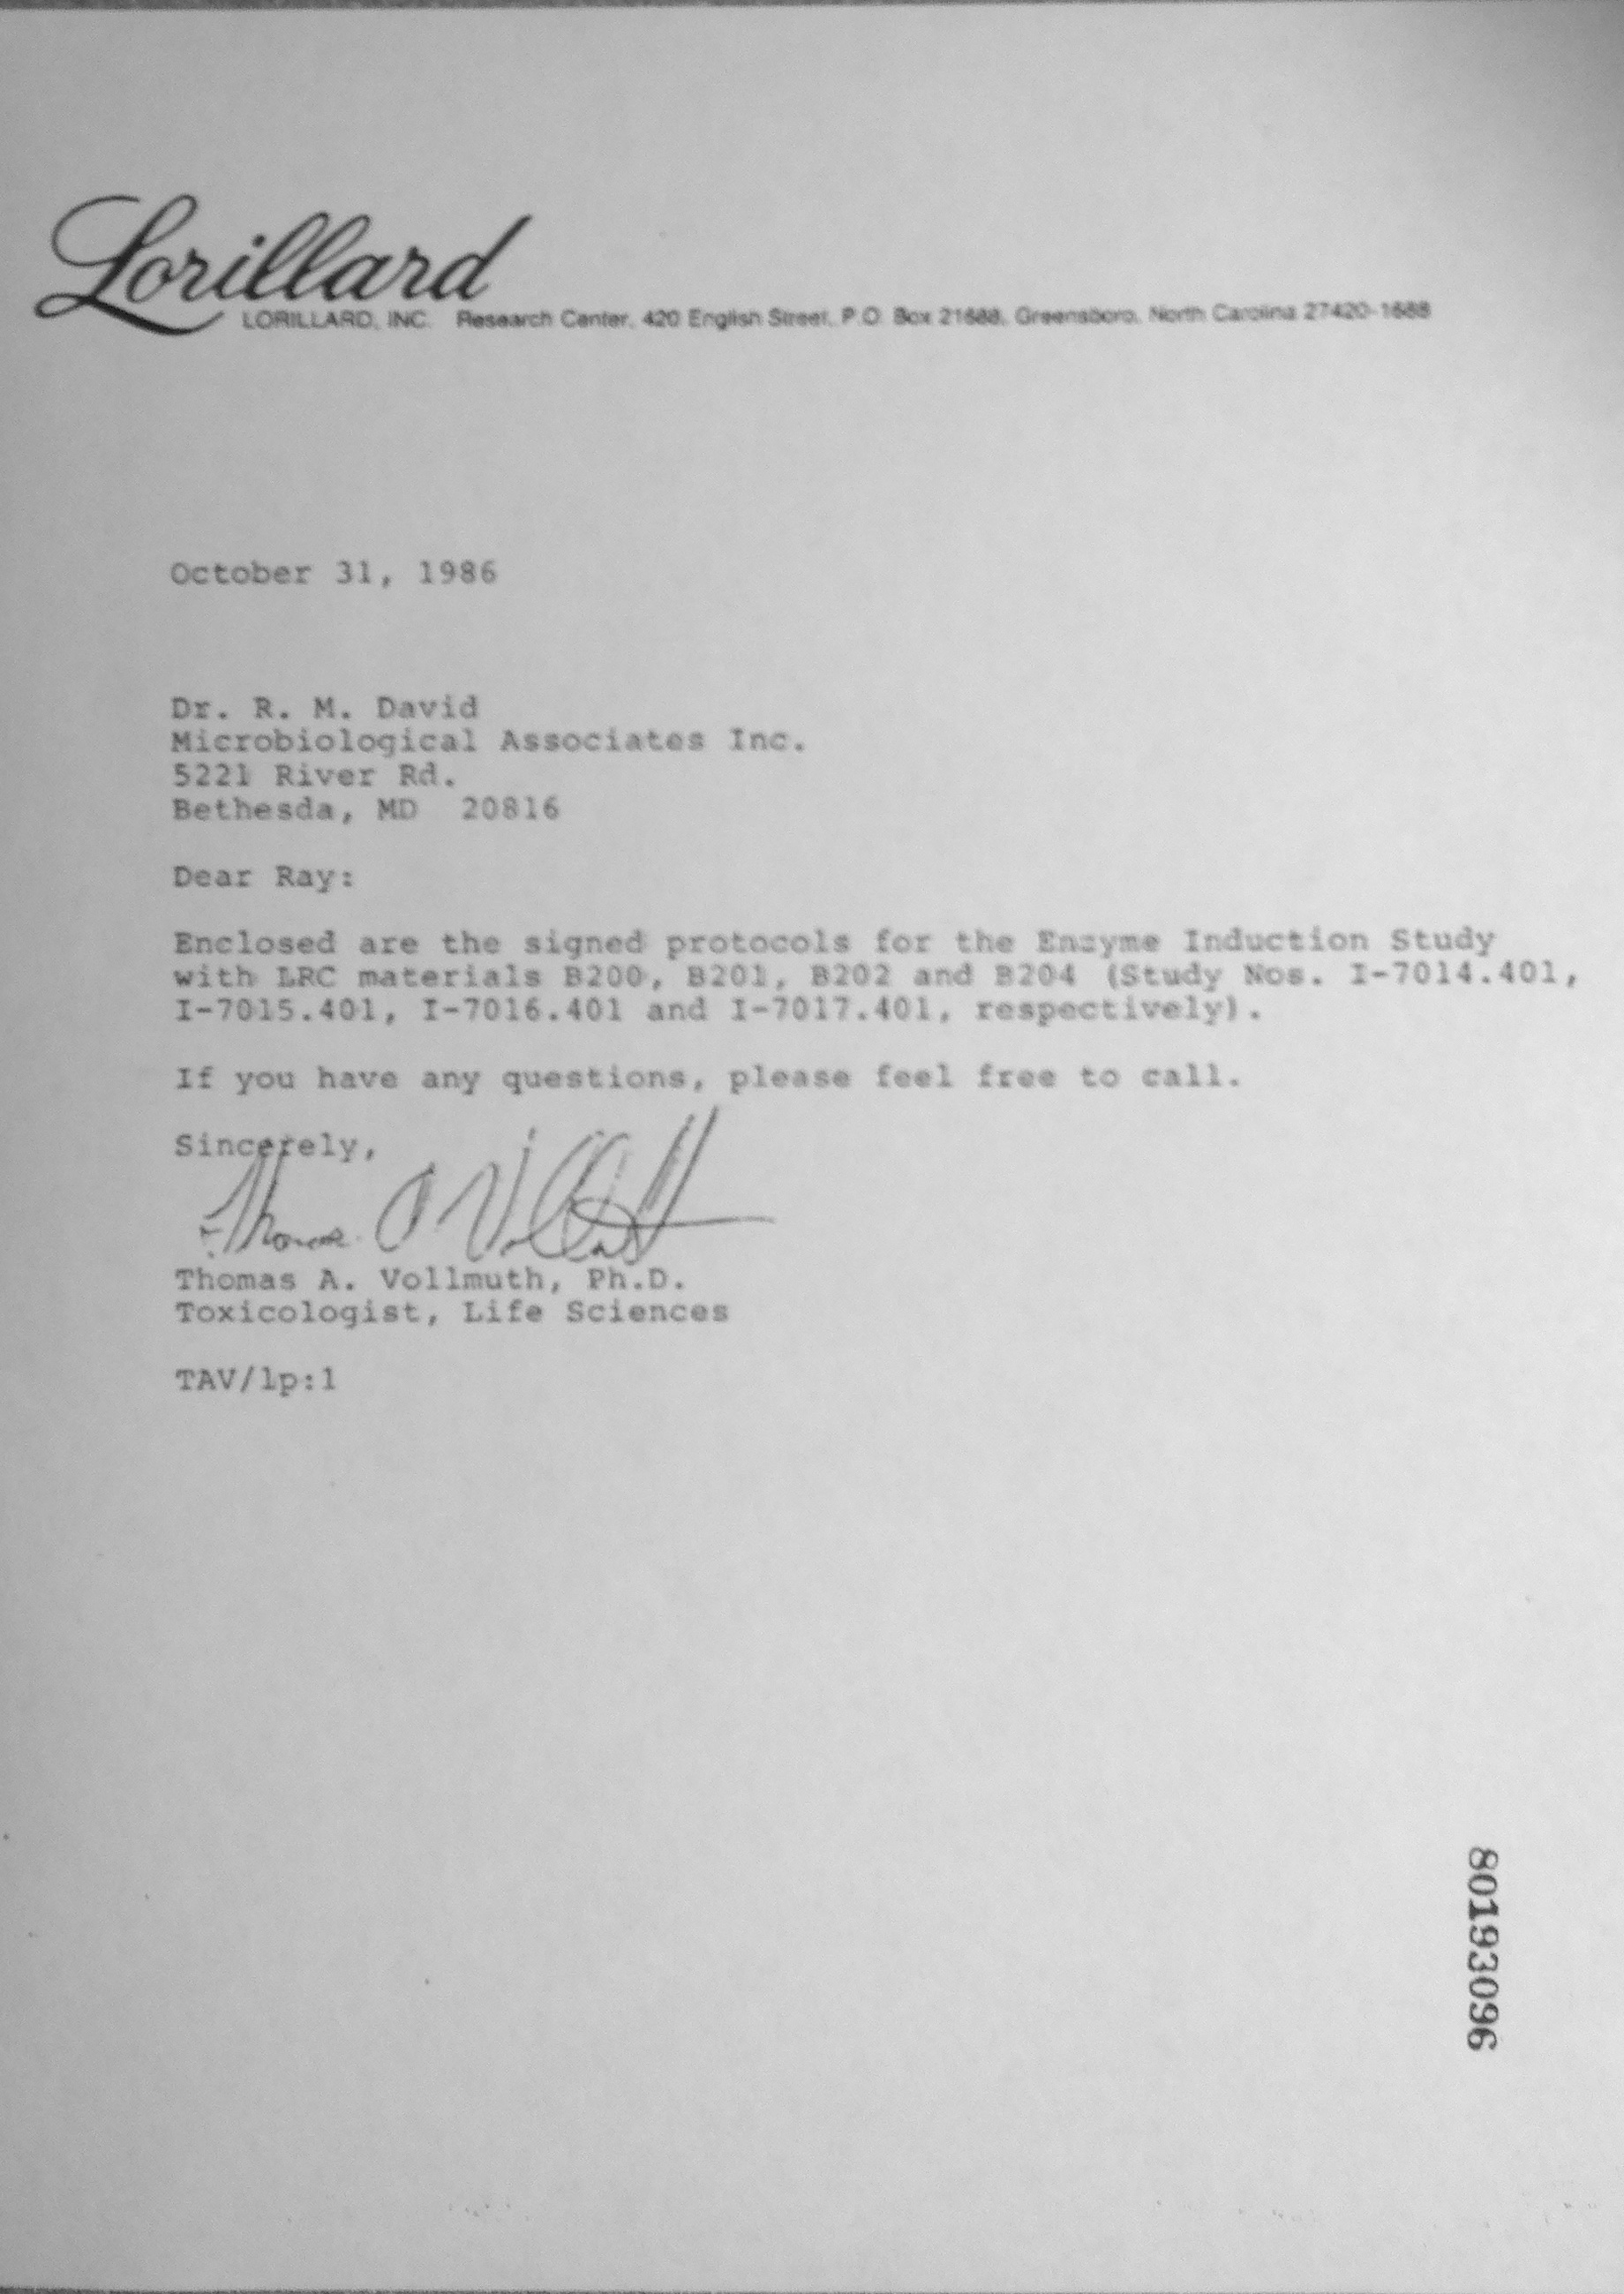 Lorillard
LORILLARD, INC. Research Center, 420 English Street, P.O. Box 21688, Greensboro, North Carolina 27420-1688
October 31, 1986
Dr. R. M. David
Microbiological Associates Inc.
5221 River Rd.
Bethesda, MD 20816
Dear Ray:
Enclosed are the signed protocols for the Enzyme Induction Study
with LRC materials B200, B201, B202 and B204 (Study Nos. I-7014.401,
I-7015.401, I-7016.401 and I-7017.401, respectively).
If you have any questions, please feel free to call.
Sincerely,
Thomas A Vollmuth
Thomas A. Vollmuth, Ph.D.
Toxicologist, Life Sciences
TAV/lp:1
80193096